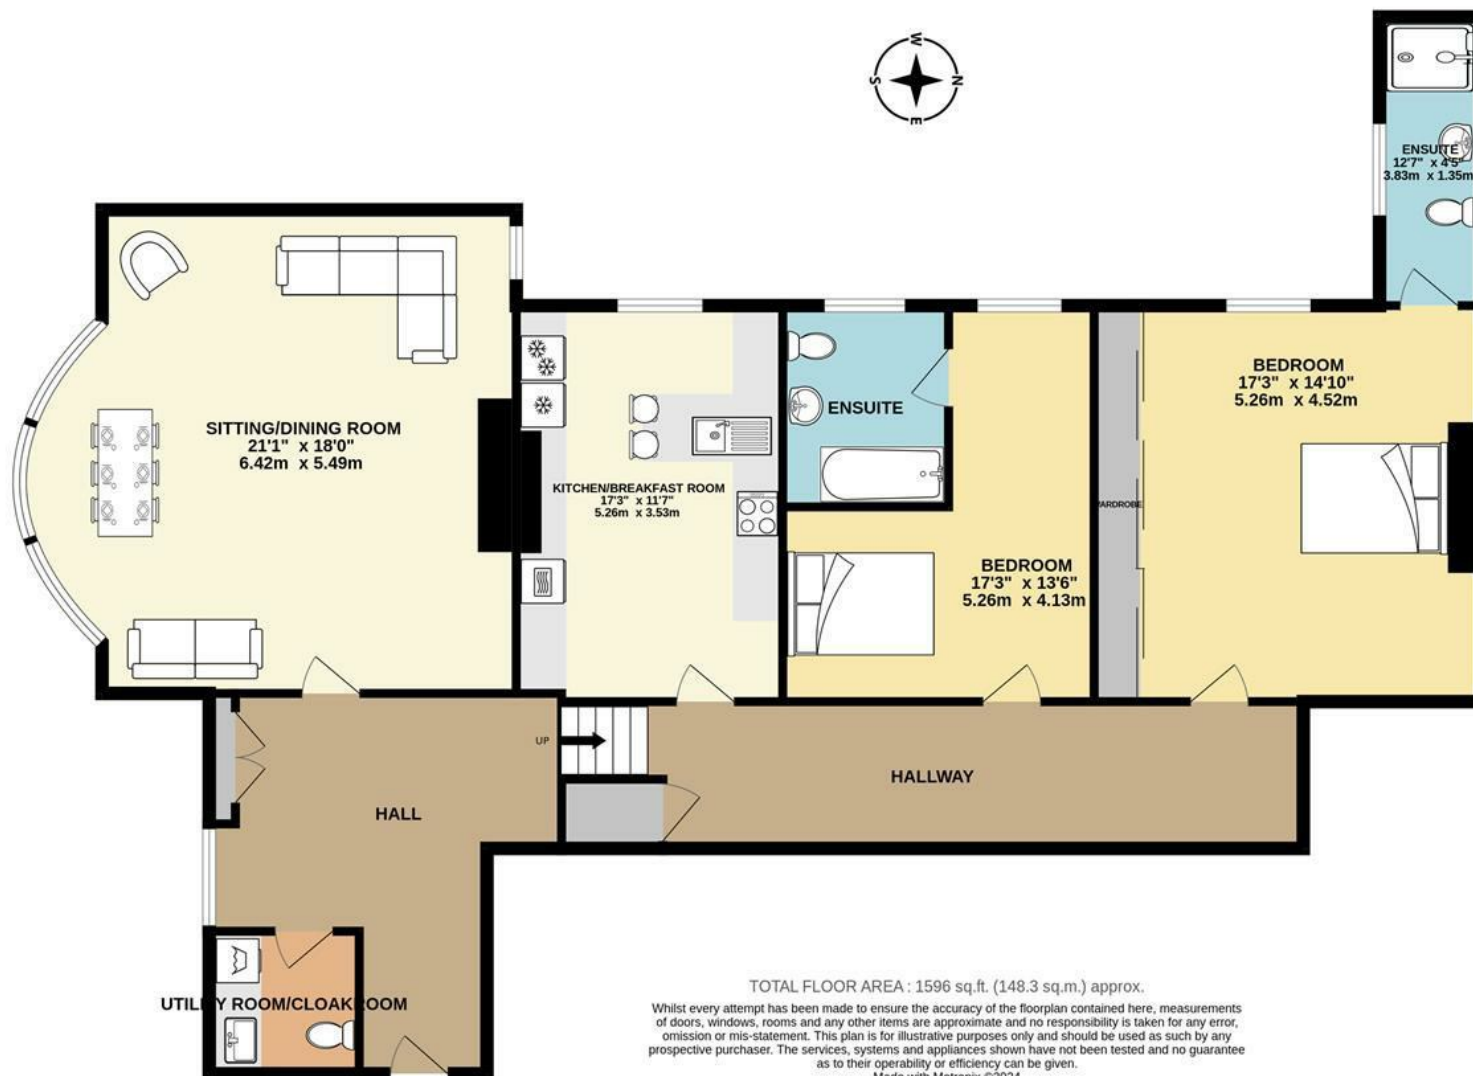 W
S
N
E
ENSUITE
12'7" x 4'5"
3.83m x 1.35m
SITTING/DINING ROOM
21'1" x 18'0"
6.42m x 5.49m
KITCHEN/BREAKFAST ROOM
17'3" x 11'7"
5.26m x 3.53m
ENSUITE
BEDROOM
17'3" x 13'6"
5.26m x 4.13m
BEDROOM
17'3" x 14'10"
5.26m x 4.52m
WARDROBE
UP
HALLWAY
HALL
UTILITY ROOM/CLOAKROOM
TOTAL FLOOR AREA : 1596 sq.ft. (148.3 sq.m.) approx.
Whilst every attempt has been made to ensure the accuracy of the floorplan contained here, measurements
of doors, windows, rooms and any other items are approximate and no responsibility is taken for any error,
omission or mis-statement. This plan is for illustrative purposes only and should be used as such by any
prospective purchaser. The services, systems and appliances shown have not been tested and no guarantee
as to their operability or efficiency can be given.
Made with Metropix ©2024